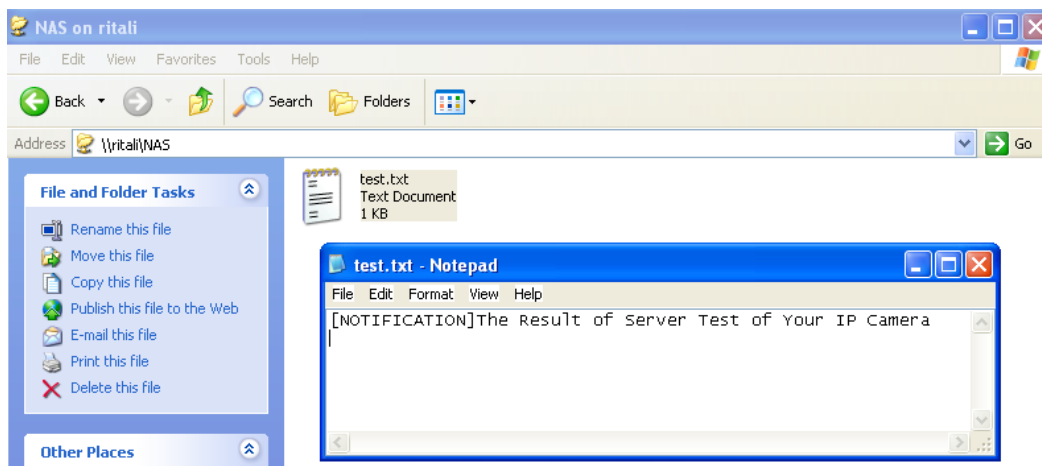 NAS on ritali
File Edit View Favorites Tools Help
Back Search Folders
Address \\ritali\NAS Go
File and Folder Tasks
Rename this file
Move this file
Copy this file
Publish this file to the Web
E-mail this file
Print this file
Delete this file
Other Places
test.txt
Text Document
1 KB
test.txt - Notepad
File Edit Format View Help
[NOTIFICATION]The Result of Server Test of Your IP Camera